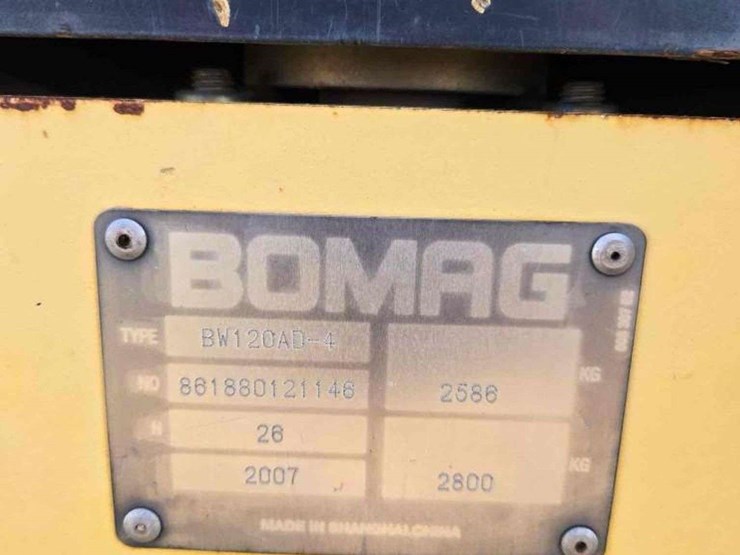 BOMAG
TYPE BW120AD-4
NO 861880121146 2586 KG
26
2007 2800 KG
MADE IN SHANGHAI.CHINA